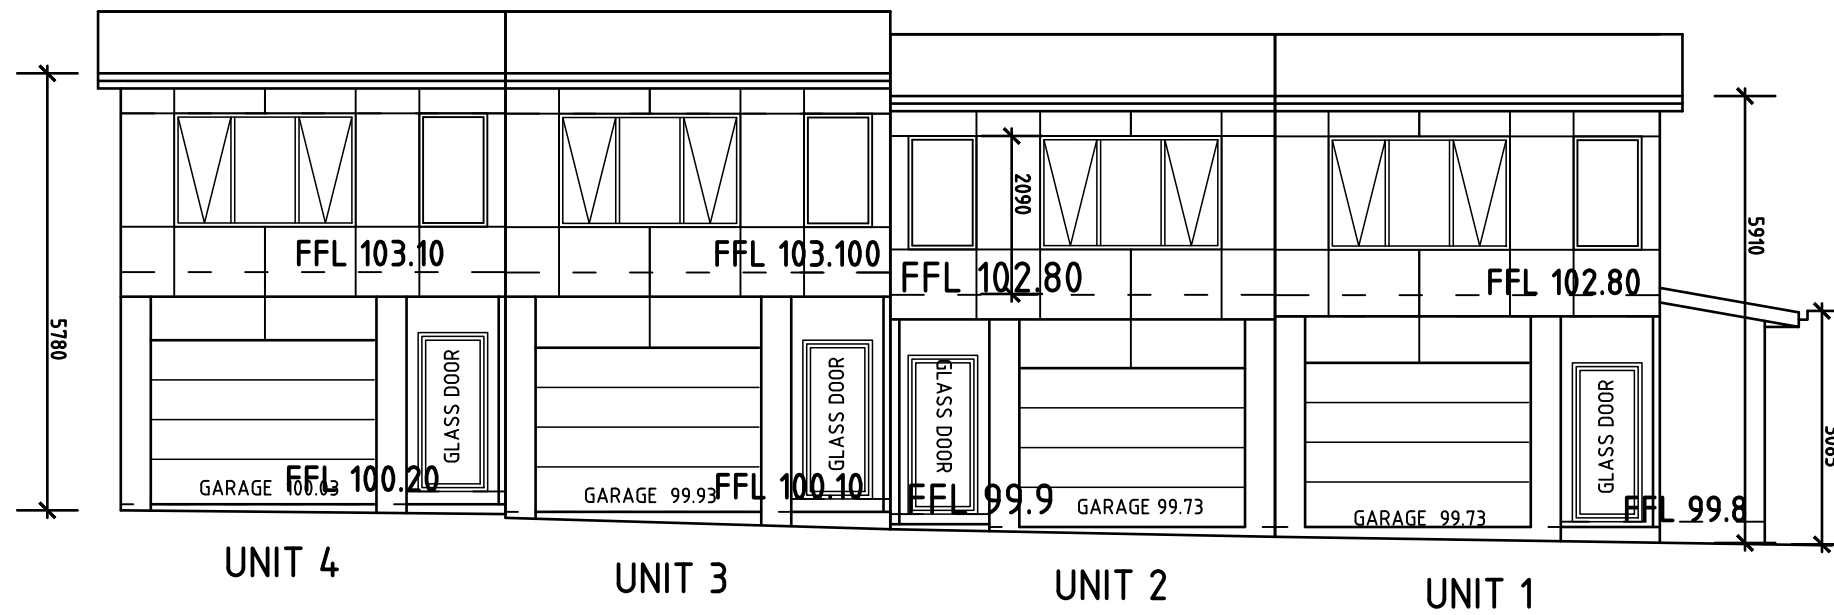 FFL 103.10
FFL 103.100
FFL 102.80
FFL 102.80
2090
5910
5780
GLASS DOOR
GLASS DOOR
GLASS DOOR
GLASS DOOR
GARAGE 100.03
FFL 100.20
GARAGE 99.93
FFL 100.10
FFL 99.9
GARAGE 99.73
GARAGE 99.73
FFL 99.8
UNIT 4
UNIT 3
UNIT 2
UNIT 1